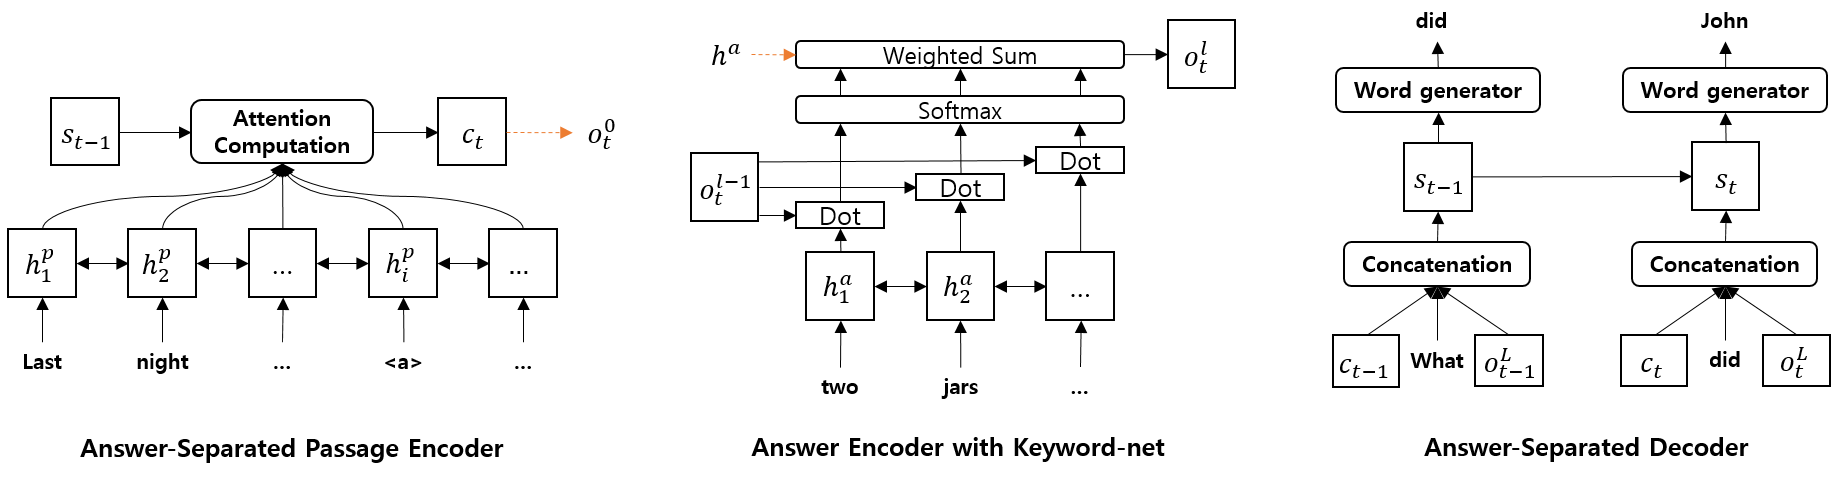 s_{t-1}
Attention
Computation
c_t
o_t^0
h_1^p
h_2^p
...
h_i^p
...
Last
night
...
<a>
...
Answer-Separated Passage Encoder
h^a
Weighted Sum
o_t^l
Softmax
o_t^{l-1}
Dot
Dot
Dot
h_1^a
h_2^a
...
two
jars
...
Answer Encoder with Keyword-net
did
John
Word generator
Word generator
s_{t-1}
s_t
Concatenation
Concatenation
c_{t-1}
What
o_{t-1}^L
c_t
did
o_t^L
Answer-Separated Decoder